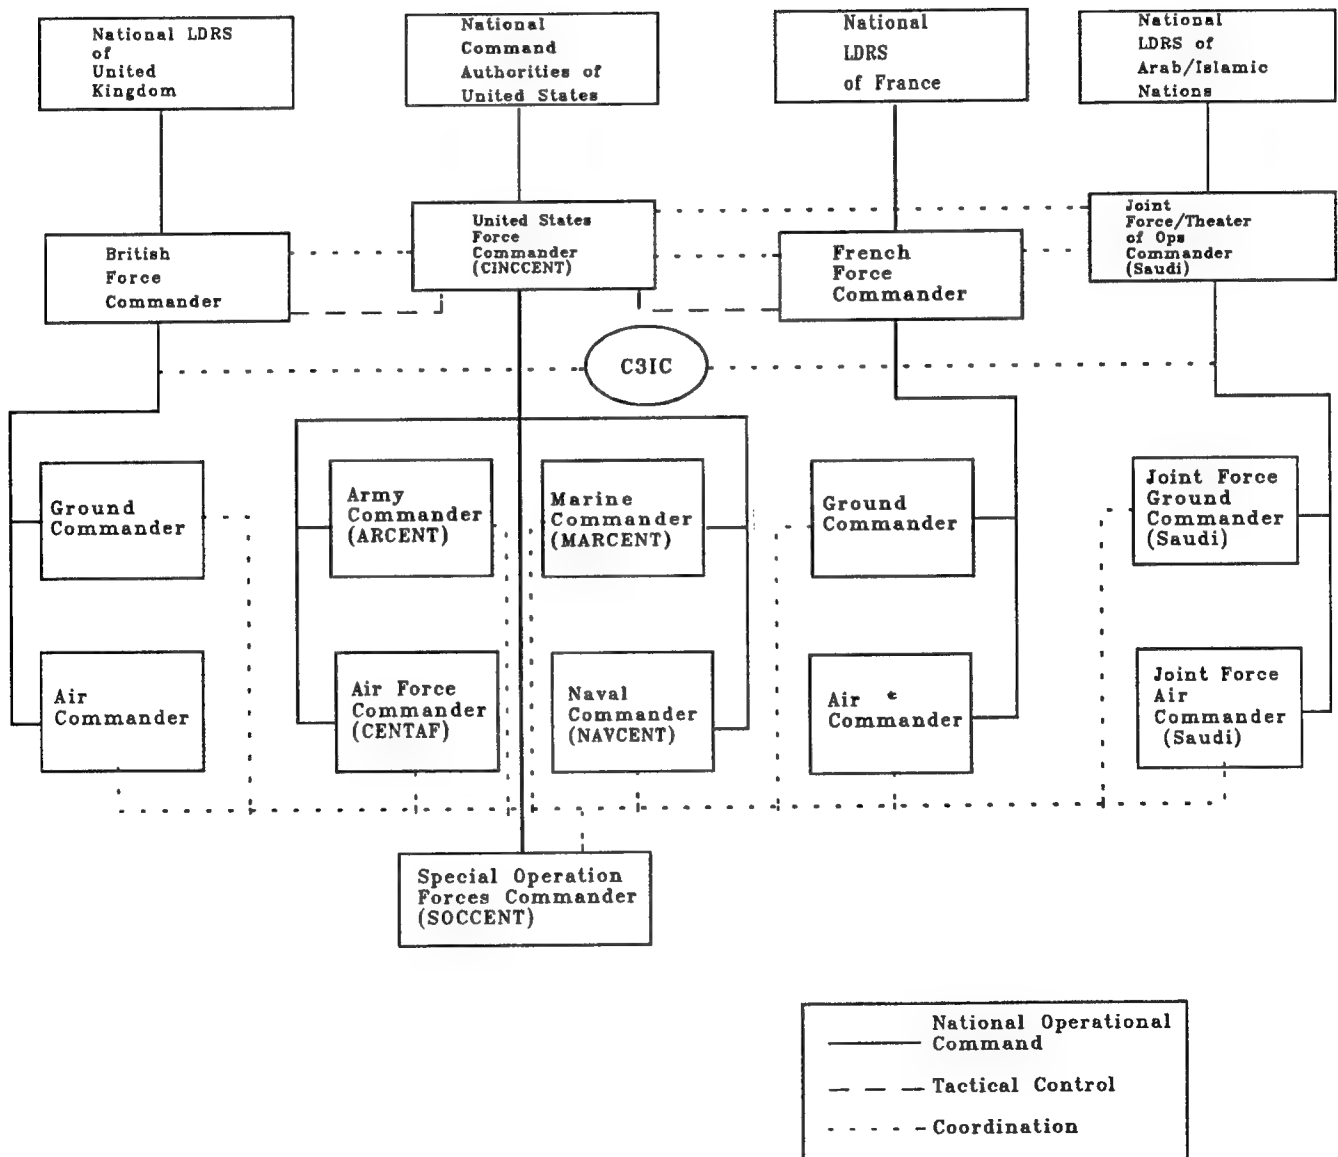 National LDRS
of
United
Kingdom
National
Command
Authorities of
United States
National
LDRS
of France
National
LDRS of
Arab/Islamic
Nations
British
Force
Commander
United States
Force
Commander
(CINCCENT)
French
Force
Commander
Joint
Force/Theater
of Ops
Commander
(Saudi)
C3IC
Ground
Commander
Army
Commander
(ARCENT)
Marine
Commander
(MARCENT)
Ground
Commander
Joint Force
Ground
Commander
(Saudi)
Air
Commander
Air Force
Commander
(CENTAF)
Naval
Commander
(NAVCENT)
Air *
Commander
Joint Force
Air
Commander
(Saudi)
Special Operation
Forces Commander
(SOCCENT)
National Operational
Command
Tactical Control
Coordination